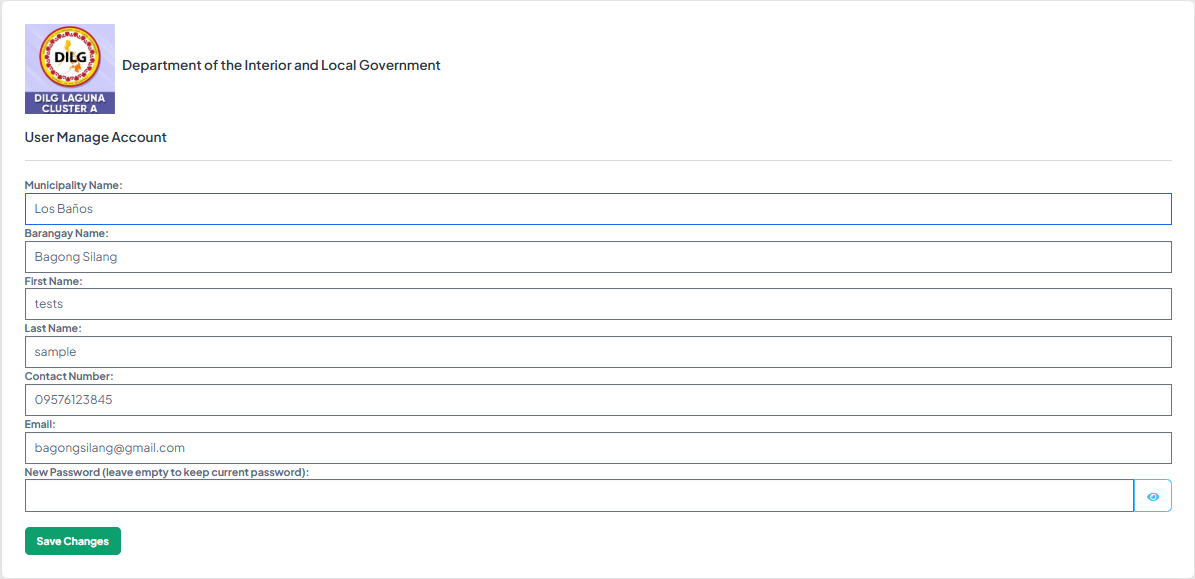 DILG
DILG LAGUNA
CLUSTER A
Department of the Interior and Local Government
User Manage Account
Municipality Name:
Los Baños
Barangay Name:
Bagong Silang
First Name:
tests
Last Name:
sample
Contact Number:
09576123845
Email:
bagongsilang@gmail.com
New Password (leave empty to keep current password):
Save Changes